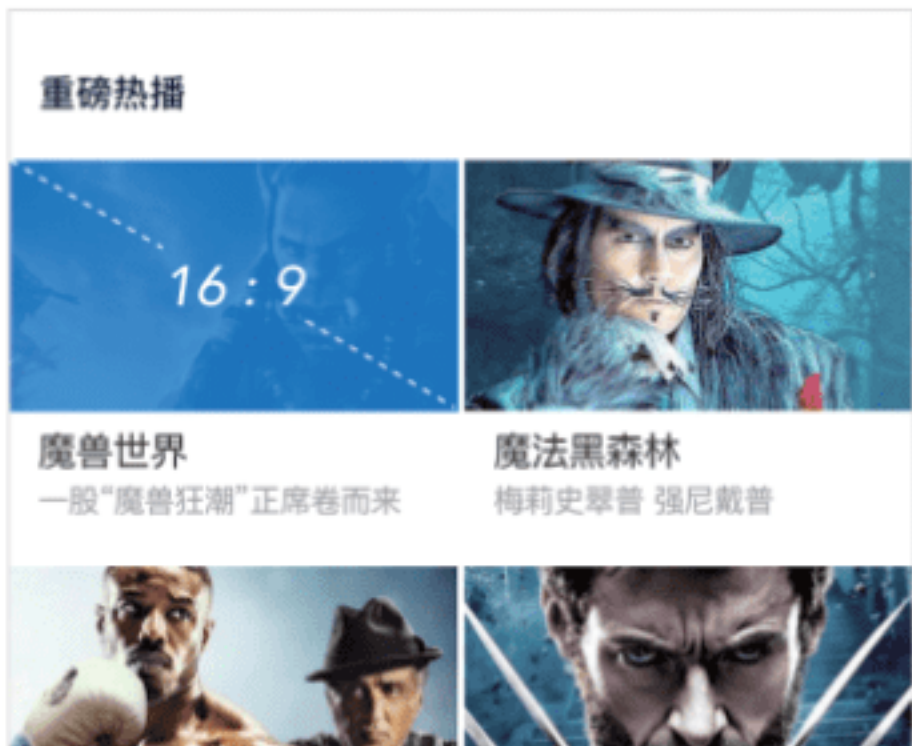 重磅热播
16 : 9
魔兽世界
魔法黑森林
一股“魔兽狂潮”正席卷而来
梅莉史翠普 强尼戴普